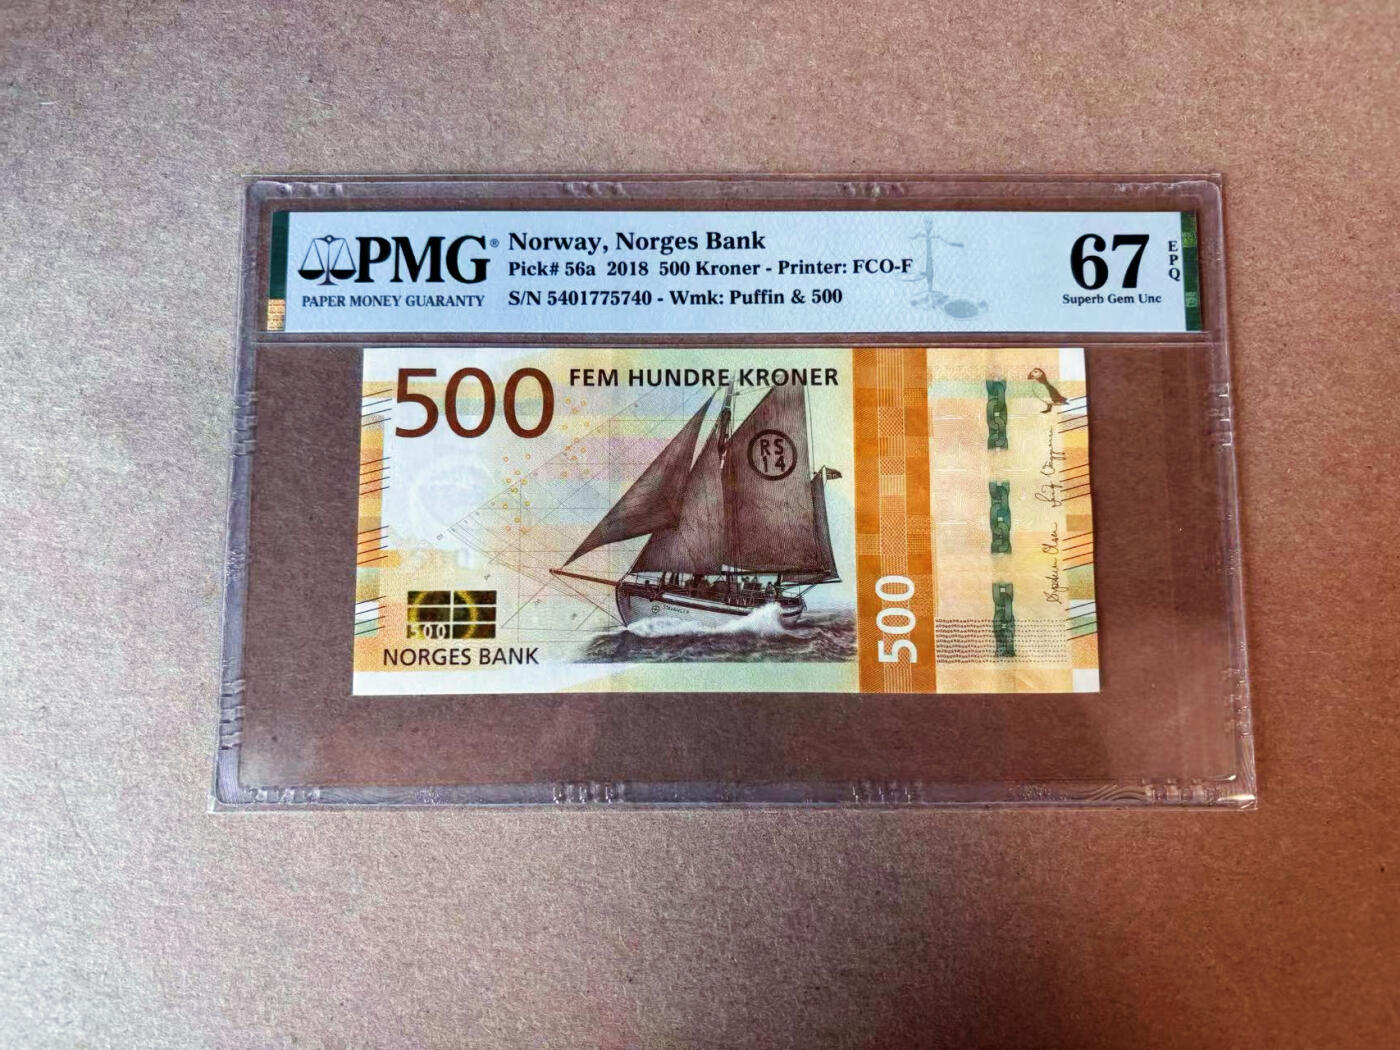 PMG®
PAPER MONEY GUARANTY
Norway, Norges Bank
Pick# 56a 2018 500 Kroner - Printer: FCO-F
S/N 5401775740 - Wmk: Puffin & 500
67
EPQ
Superb Gem Unc
500
FEM HUNDRE KRONER
RS
14
STAVANGER
500
NORGES BANK
500